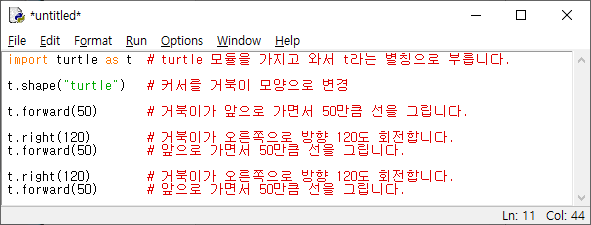 *untitled*
File Edit Format Run Options Window Help
import turtle as t # turtle 모듈을 가지고 와서 t라는 별칭으로 부릅니다.
t.shape("turtle") # 커서를 거북이 모양으로 변경
t.forward(50) # 거북이가 앞으로 가면서 50만큼 선을 그립니다.
t.right(120) # 거북이가 오른쪽으로 방향 120도 회전합니다.
t.forward(50) # 앞으로 가면서 50만큼 선을 그립니다.
t.right(120) # 거북이가 오른쪽으로 방향 120도 회전합니다.
t.forward(50) # 앞으로 가면서 50만큼 선을 그립니다.
Ln: 11 Col: 44